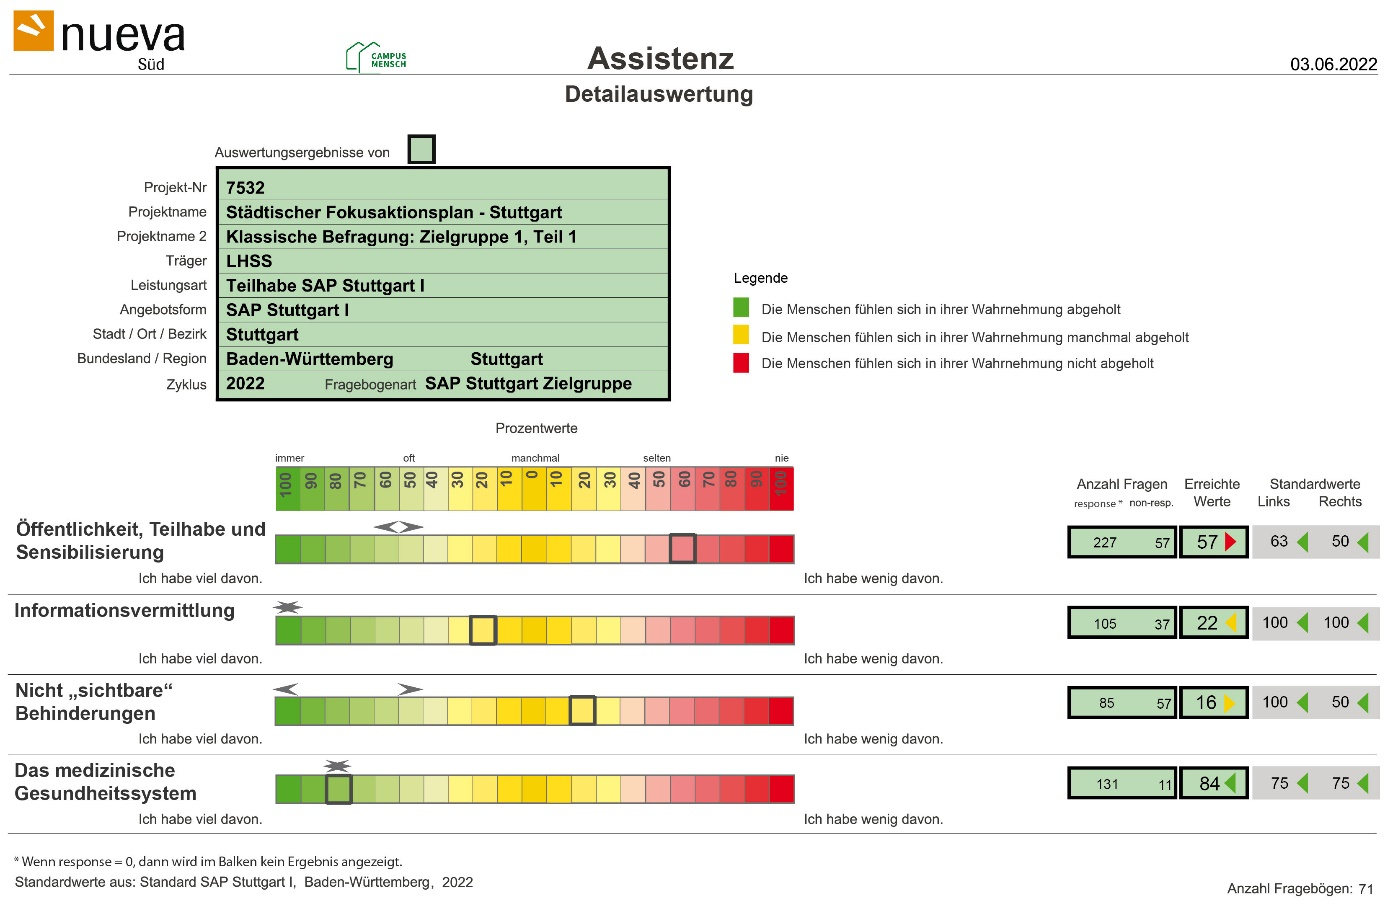 nueva
Süd
CAMPUS
MENSCH
Assistenz
03.06.2022
Detailauswertung
Auswertungsergebnisse von
Projekt-Nr 7532
Projektname Städtischer Fokusaktionsplan - Stuttgart
Projektname 2 Klassische Befragung: Zielgruppe 1, Teil 1
Träger LHSS
Leistungsart Teilhabe SAP Stuttgart I
Angebotsform SAP Stuttgart I
Stadt / Ort / Bezirk Stuttgart
Bundesland / Region Baden-Württemberg Stuttgart
Zyklus 2022 Fragebogenart SAP Stuttgart Zielgruppe
Legende
Die Menschen fühlen sich in ihrer Wahrnehmung abgeholt
Die Menschen fühlen sich in ihrer Wahrnehmung manchmal abgeholt
Die Menschen fühlen sich in ihrer Wahrnehmung nicht abgeholt
Prozentwerte
immer oft manchmal selten nie
100 90 80 70 60 50 40 30 20 10 0 10 20 30 40 50 60 70 80 90 100
Anzahl Fragen Erreichte Standardwerte
response * non-resp. Werte Links Rechts
Öffentlichkeit, Teilhabe und
Sensibilisierung
227 57 57 63 50
Ich habe viel davon. Ich habe wenig davon.
Informationsvermittlung
105 37 22 100 100
Ich habe viel davon. Ich habe wenig davon.
Nicht „sichtbare“
Behinderungen
85 57 16 100 50
Ich habe viel davon. Ich habe wenig davon.
Das medizinische
Gesundheitssystem
131 11 84 75 75
Ich habe viel davon. Ich habe wenig davon.
* Wenn response = 0, dann wird im Balken kein Ergebnis angezeigt.
Standardwerte aus: Standard SAP Stuttgart I, Baden-Württemberg, 2022
Anzahl Fragebögen: 71